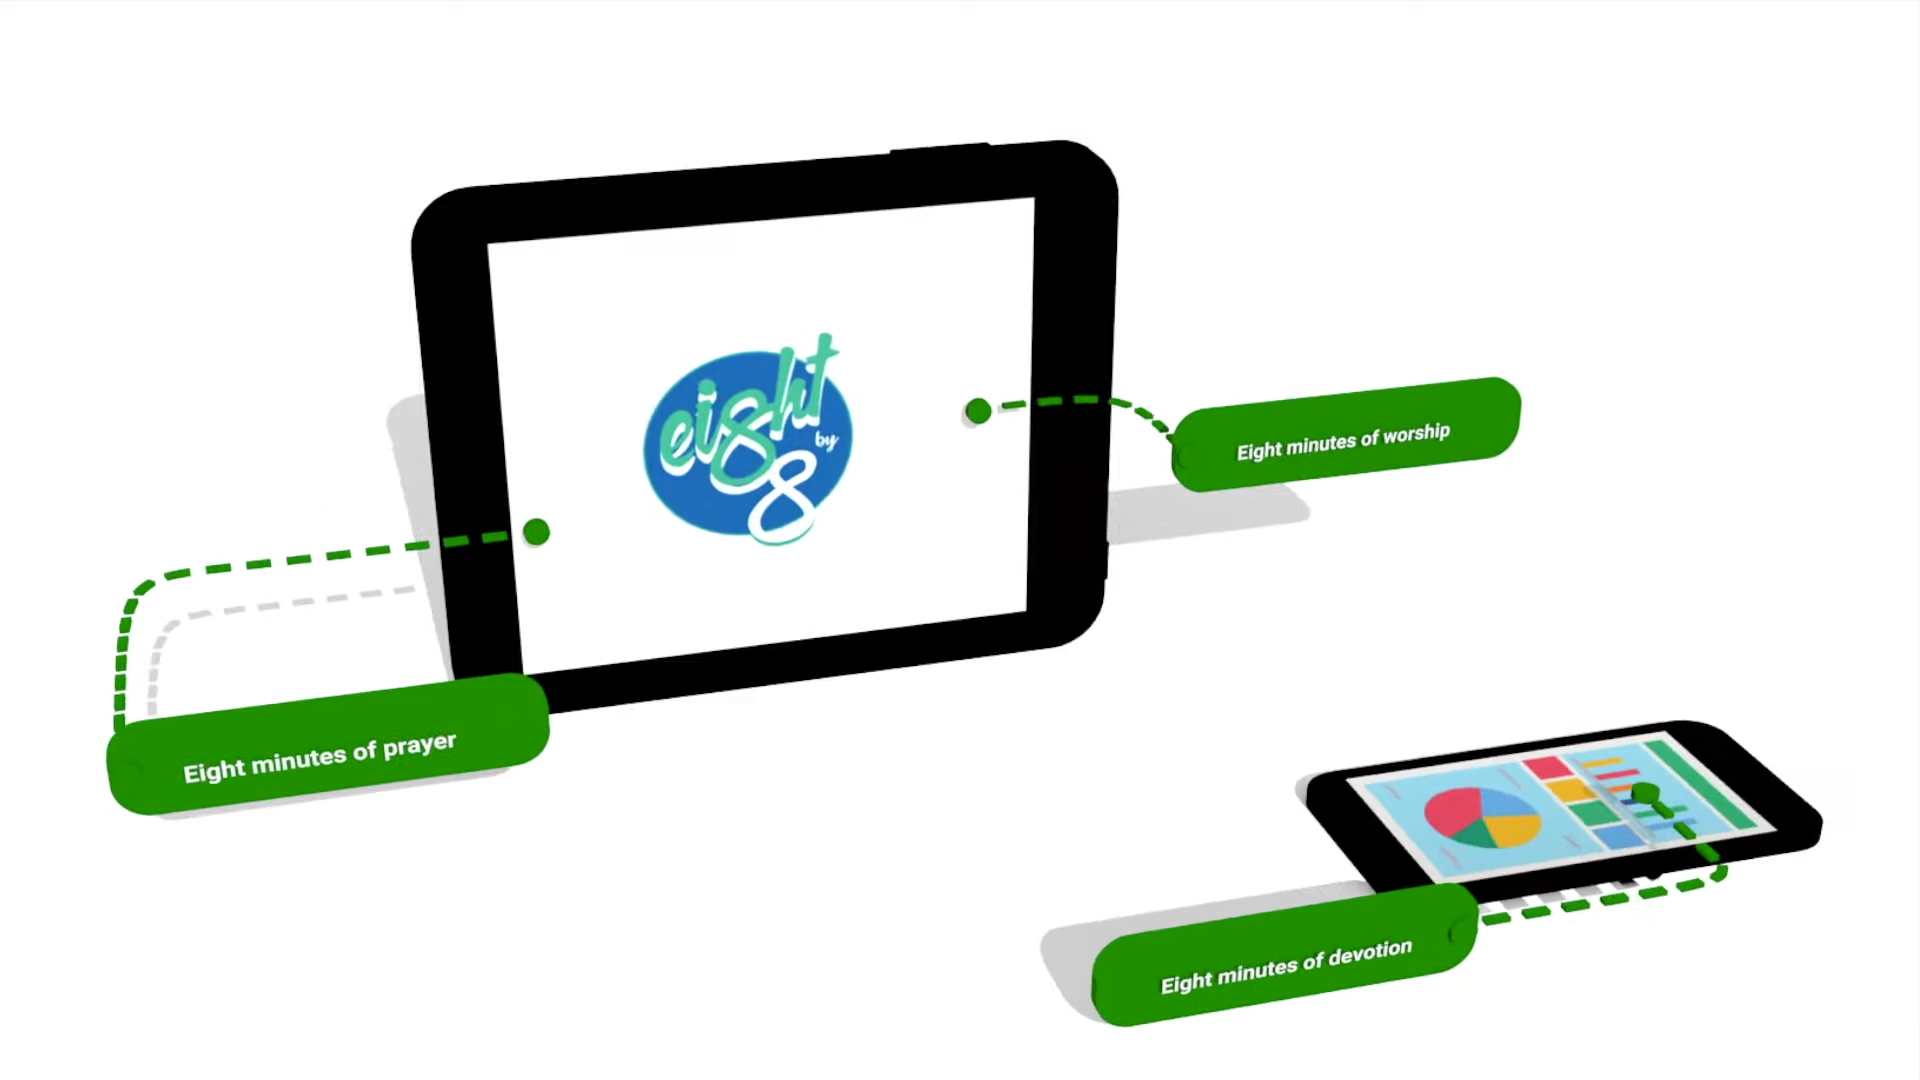 eight
by
8
Eight minutes of worship
Eight minutes of prayer
Eight minutes of devotion